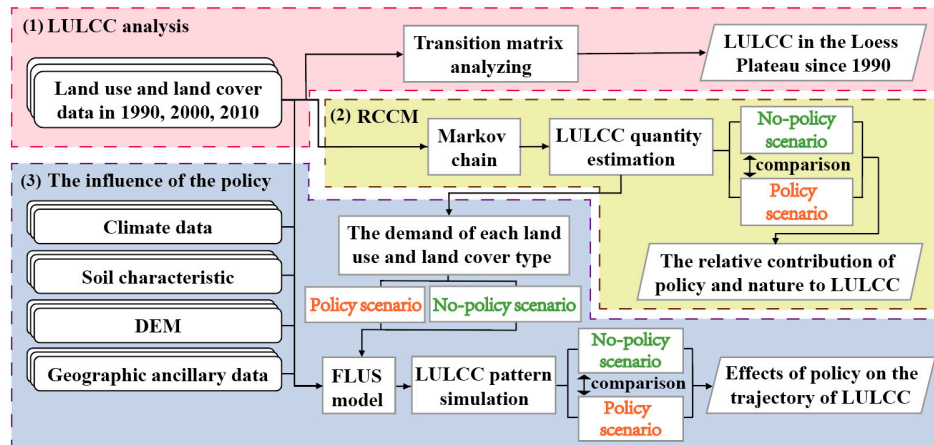 (1) LULCC analysis
Land use and land cover
data in 1990, 2000, 2010
Transition matrix
analyzing
LULCC in the Loess
Plateau since 1990
(2) RCCM
Markov
chain
LULCC quantity
estimation
No-policy
scenario
comparison
Policy
scenario
The relative contribution of
policy and nature to LULCC
(3) The influence of the policy
Climate data
Soil characteristic
DEM
Geographic ancillary data
The demand of each land
use and land cover type
Policy scenario
No-policy scenario
FLUS
model
LULCC pattern
simulation
No-policy
scenario
comparison
Policy
scenario
Effects of policy on the
trajectory of LULCC